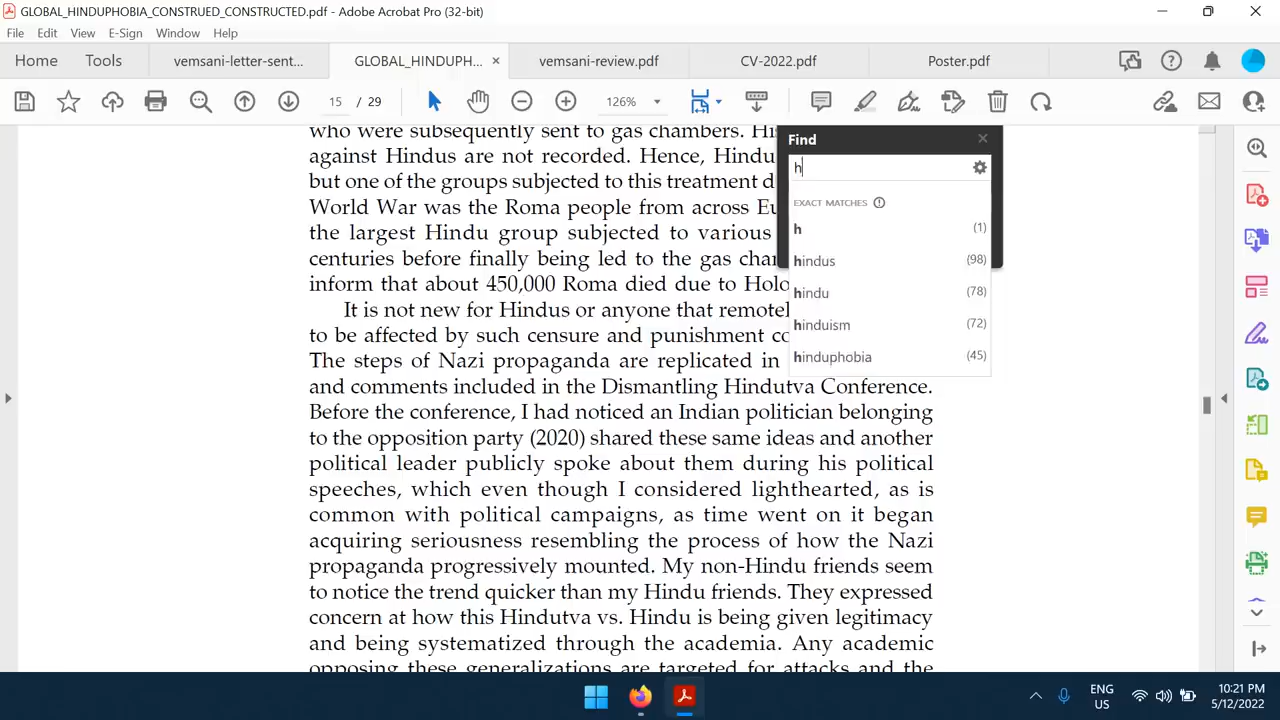 GLOBAL_HINDUPHOBIA_CONSTRUED_CONSTRUCTED.pdf - Adobe Acrobat Pro (32-bit)
File Edit View E-Sign Window Help
Home Tools vemsani-letter-sent... GLOBAL_HINDUPH... × vemsani-review.pdf CV-2022.pdf Poster.pdf
15 / 29 126%
who were subsequently sent to gas chambers. His
against Hindus are not recorded. Hence, Hindu
but one of the groups subjected to this treatment d
World War was the Roma people from across Eu
the largest Hindu group subjected to various
centuries before finally being led to the gas cha
inform that about 450,000 Roma died due to Holo
It is not new for Hindus or anyone that remotel
to be affected by such censure and punishment co
The steps of Nazi propaganda are replicated in
and comments included in the Dismantling Hindutva Conference.
Before the conference, I had noticed an Indian politician belonging
to the opposition party (2020) shared these same ideas and another
political leader publicly spoke about them during his political
speeches, which even though I considered lighthearted, as is
common with political campaigns, as time went on it began
acquiring seriousness resembling the process of how the Nazi
propaganda progressively mounted. My non-Hindu friends seem
to notice the trend quicker than my Hindu friends. They expressed
concern at how this Hindutva vs. Hindu is being given legitimacy
and being systematized through the academia. Any academic
opposing these generalizations are targeted for attacks and the
Find
h
EXACT MATCHES
h (1)
hindus (98)
hindu (78)
hinduism (72)
hinduphobia (45)
ENG
US
10:21 PM
5/12/2022